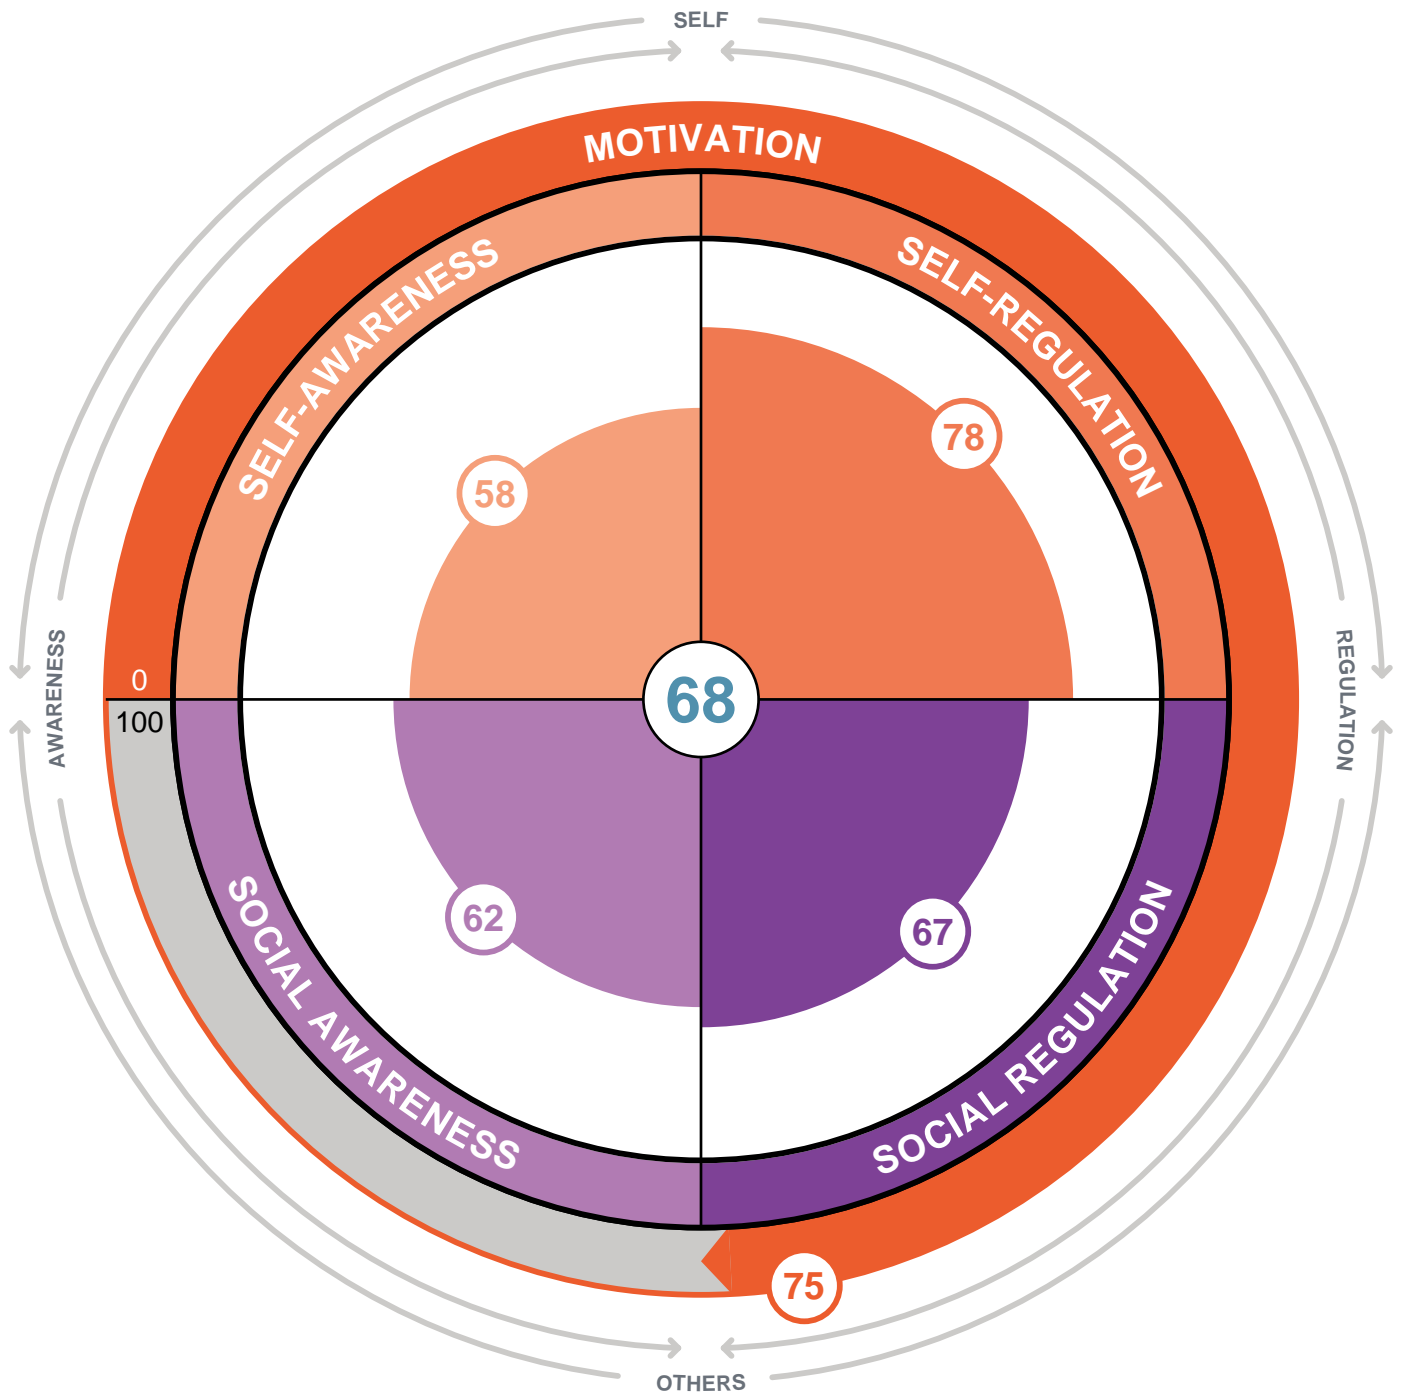 SELF
MOTIVATION
SELF-AWARENESS
SELF-REGULATION
78
58
AWARENESS
REGULATION
0
100
68
62
67
SOCIAL AWARENESS
SOCIAL REGULATION
75
OTHERS